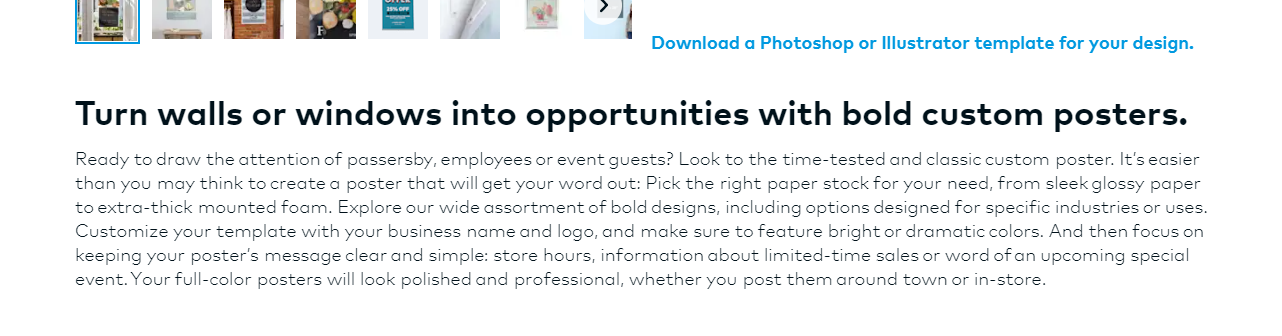 Download a Photoshop or Illustrator template for your design.
Turn walls or windows into opportunities with bold custom posters.
Ready to draw the attention of passersby, employees or event guests? Look to the time-tested and classic custom poster. It's easier
than you may think to create a poster that will get your word out: Pick the right paper stock for your need, from sleek glossy paper
to extra-thick mounted foam. Explore our wide assortment of bold designs, including options designed for specific industries or uses.
Customize your template with your business name and logo, and make sure to feature bright or dramatic colors. And then focus on
keeping your poster's message clear and simple: store hours, information about limited-time sales or word of an upcoming special
event. Your full-color posters will look polished and professional, whether you post them around town or in-store.